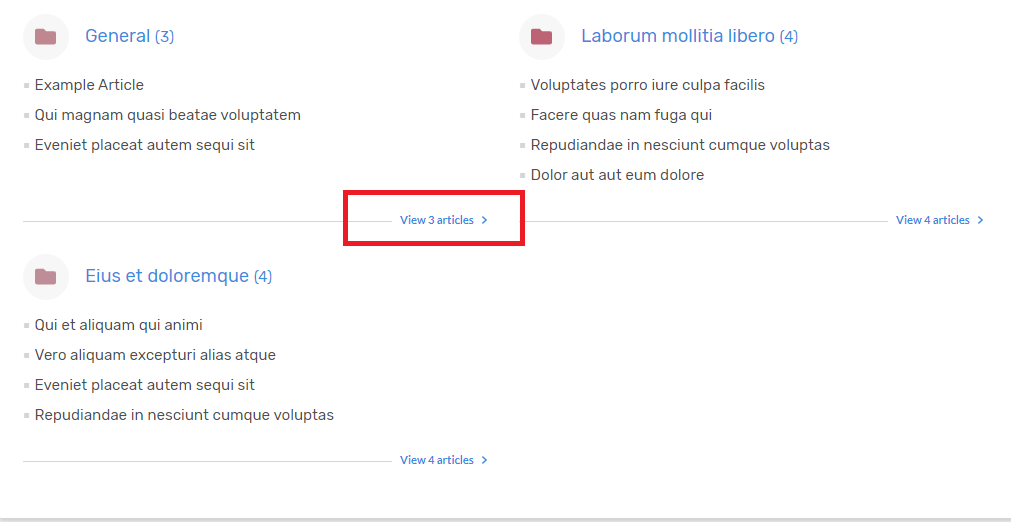 General (3)
Example Article
Qui magnam quasi beatae voluptatem
Eveniet placeat autem sequi sit
View 3 articles
Laborum mollitia libero (4)
Voluptates porro iure culpa facilis
Facere quas nam fuga qui
Repudiandae in nesciunt cumque voluptas
Dolor aut aut eum dolore
View 4 articles
Eius et doloremque (4)
Qui et aliquam qui animi
Vero aliquam excepturi alias atque
Eveniet placeat autem sequi sit
Repudiandae in nesciunt cumque voluptas
View 4 articles